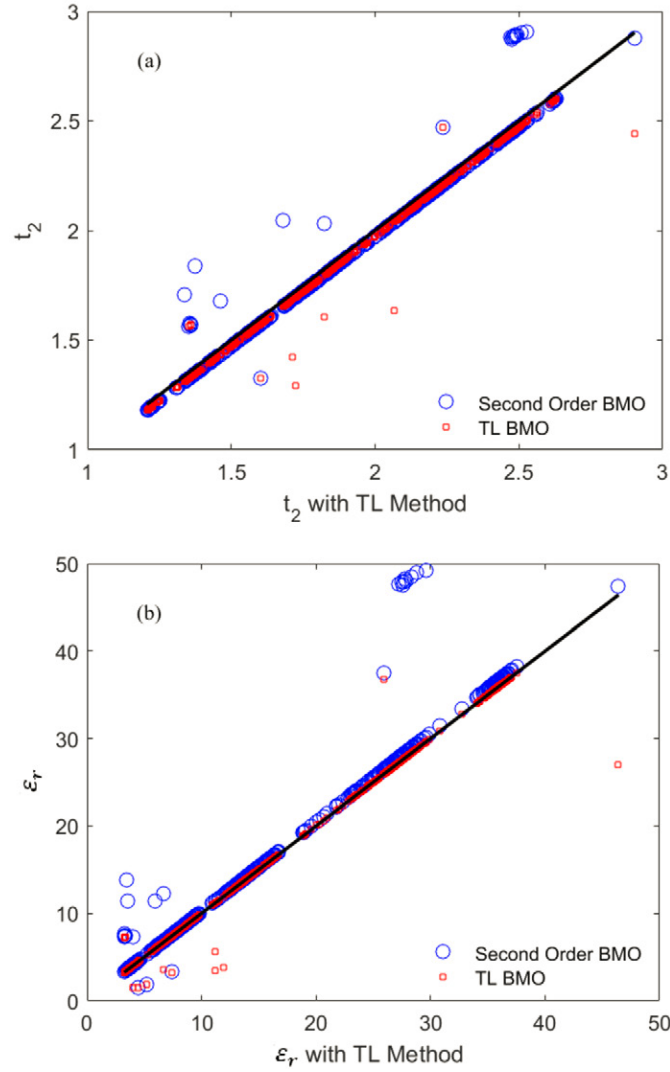 3
(a)
2.5
t2
2
1.5
Second Order BMO
TL BMO
1
1 1.5 2 2.5 3
t2 with TL Method
50
(b)
40
30
εr
20
10
Second Order BMO
TL BMO
0
0 10 20 30 40 50
εr with TL Method